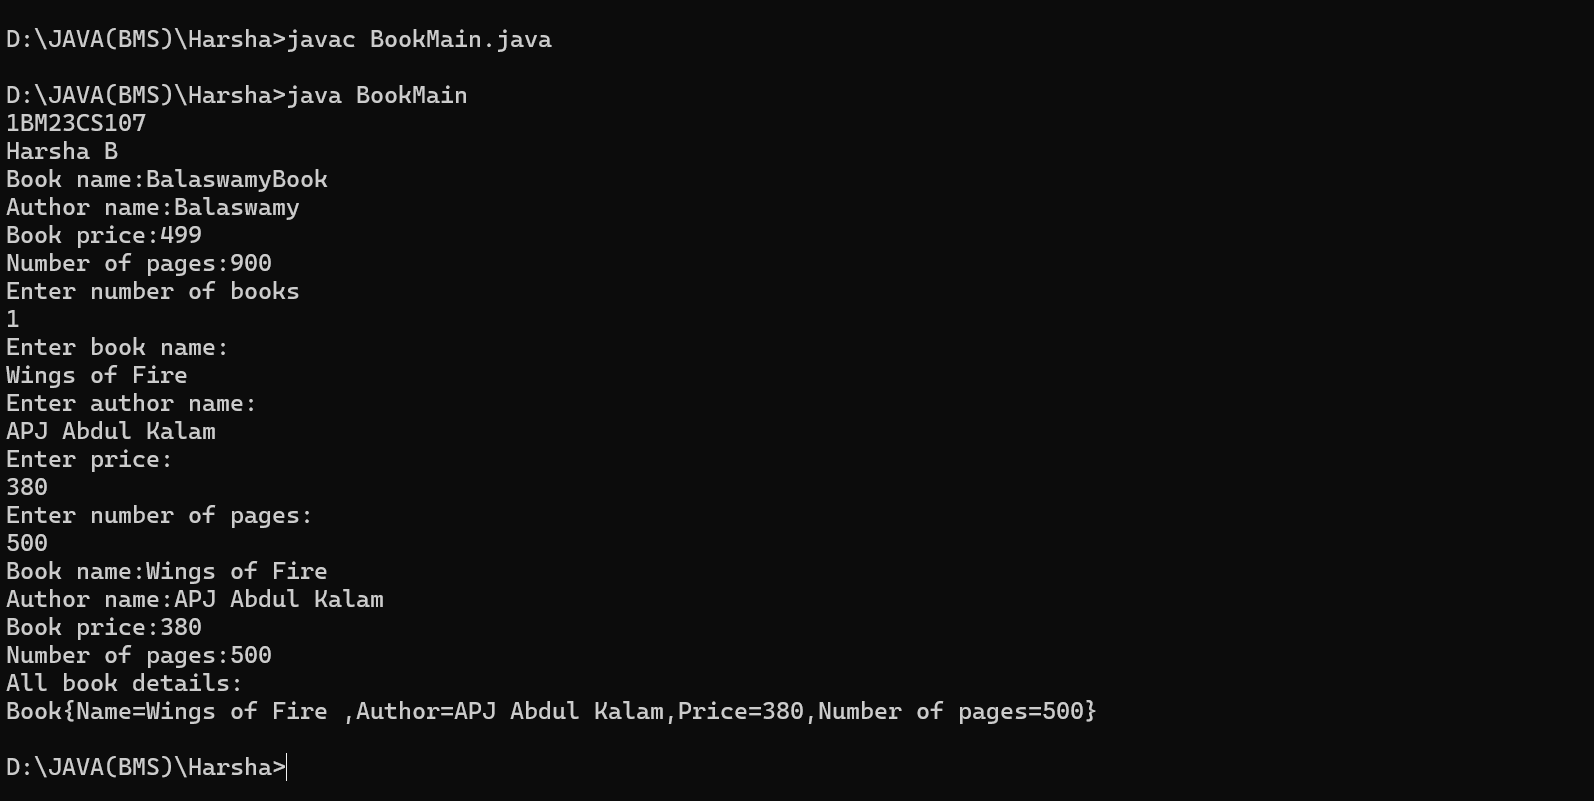 D:\JAVA(BMS)\Harsha>javac BookMain.java
D:\JAVA(BMS)\Harsha>java BookMain
1BM23CS107
Harsha B
Book name:BalaswamyBook
Author name:Balaswamy
Book price:499
Number of pages:900
Enter number of books
1
Enter book name:
Wings of Fire
Enter author name:
APJ Abdul Kalam
Enter price:
380
Enter number of pages:
500
Book name:Wings of Fire
Author name:APJ Abdul Kalam
Book price:380
Number of pages:500
All book details:
Book{Name=Wings of Fire ,Author=APJ Abdul Kalam,Price=380,Number of pages=500}
D:\JAVA(BMS)\Harsha>